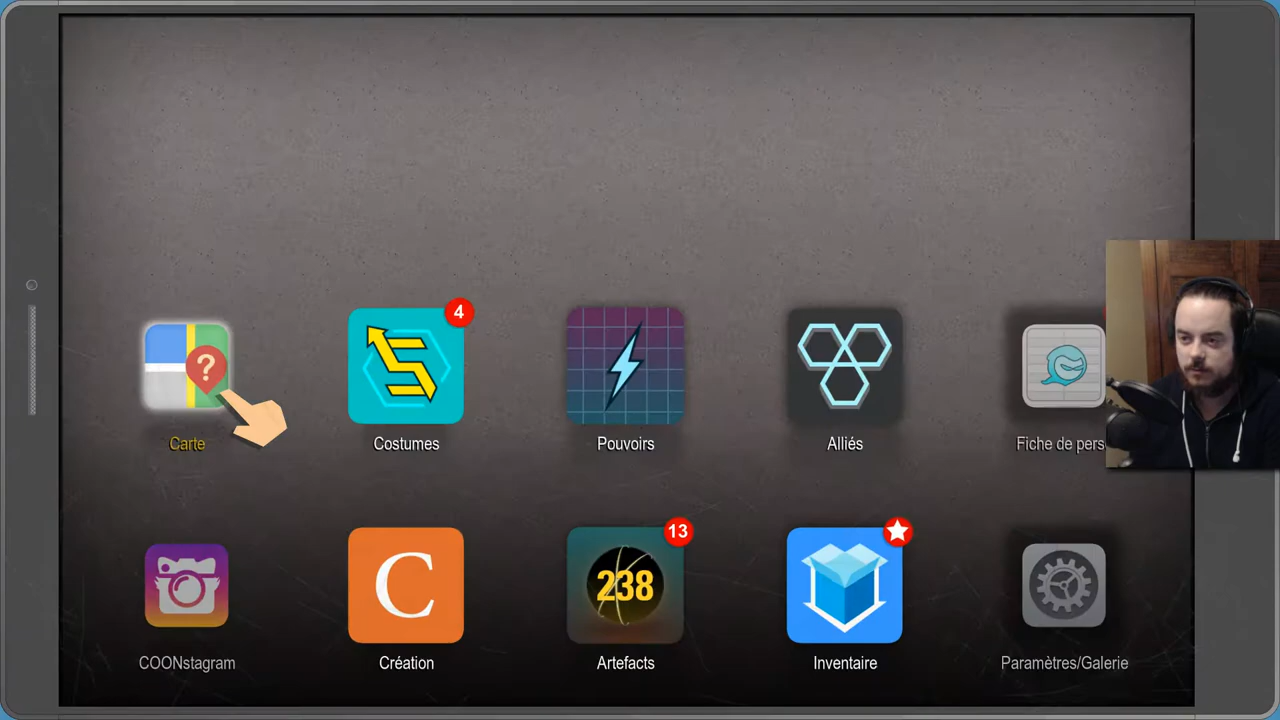 4
?
Carte
Costumes
Pouvoirs
Alliés
Fiche de pers
13
C
238
COONstagram
Création
Artefacts
Inventaire
Paramètres/Galerie